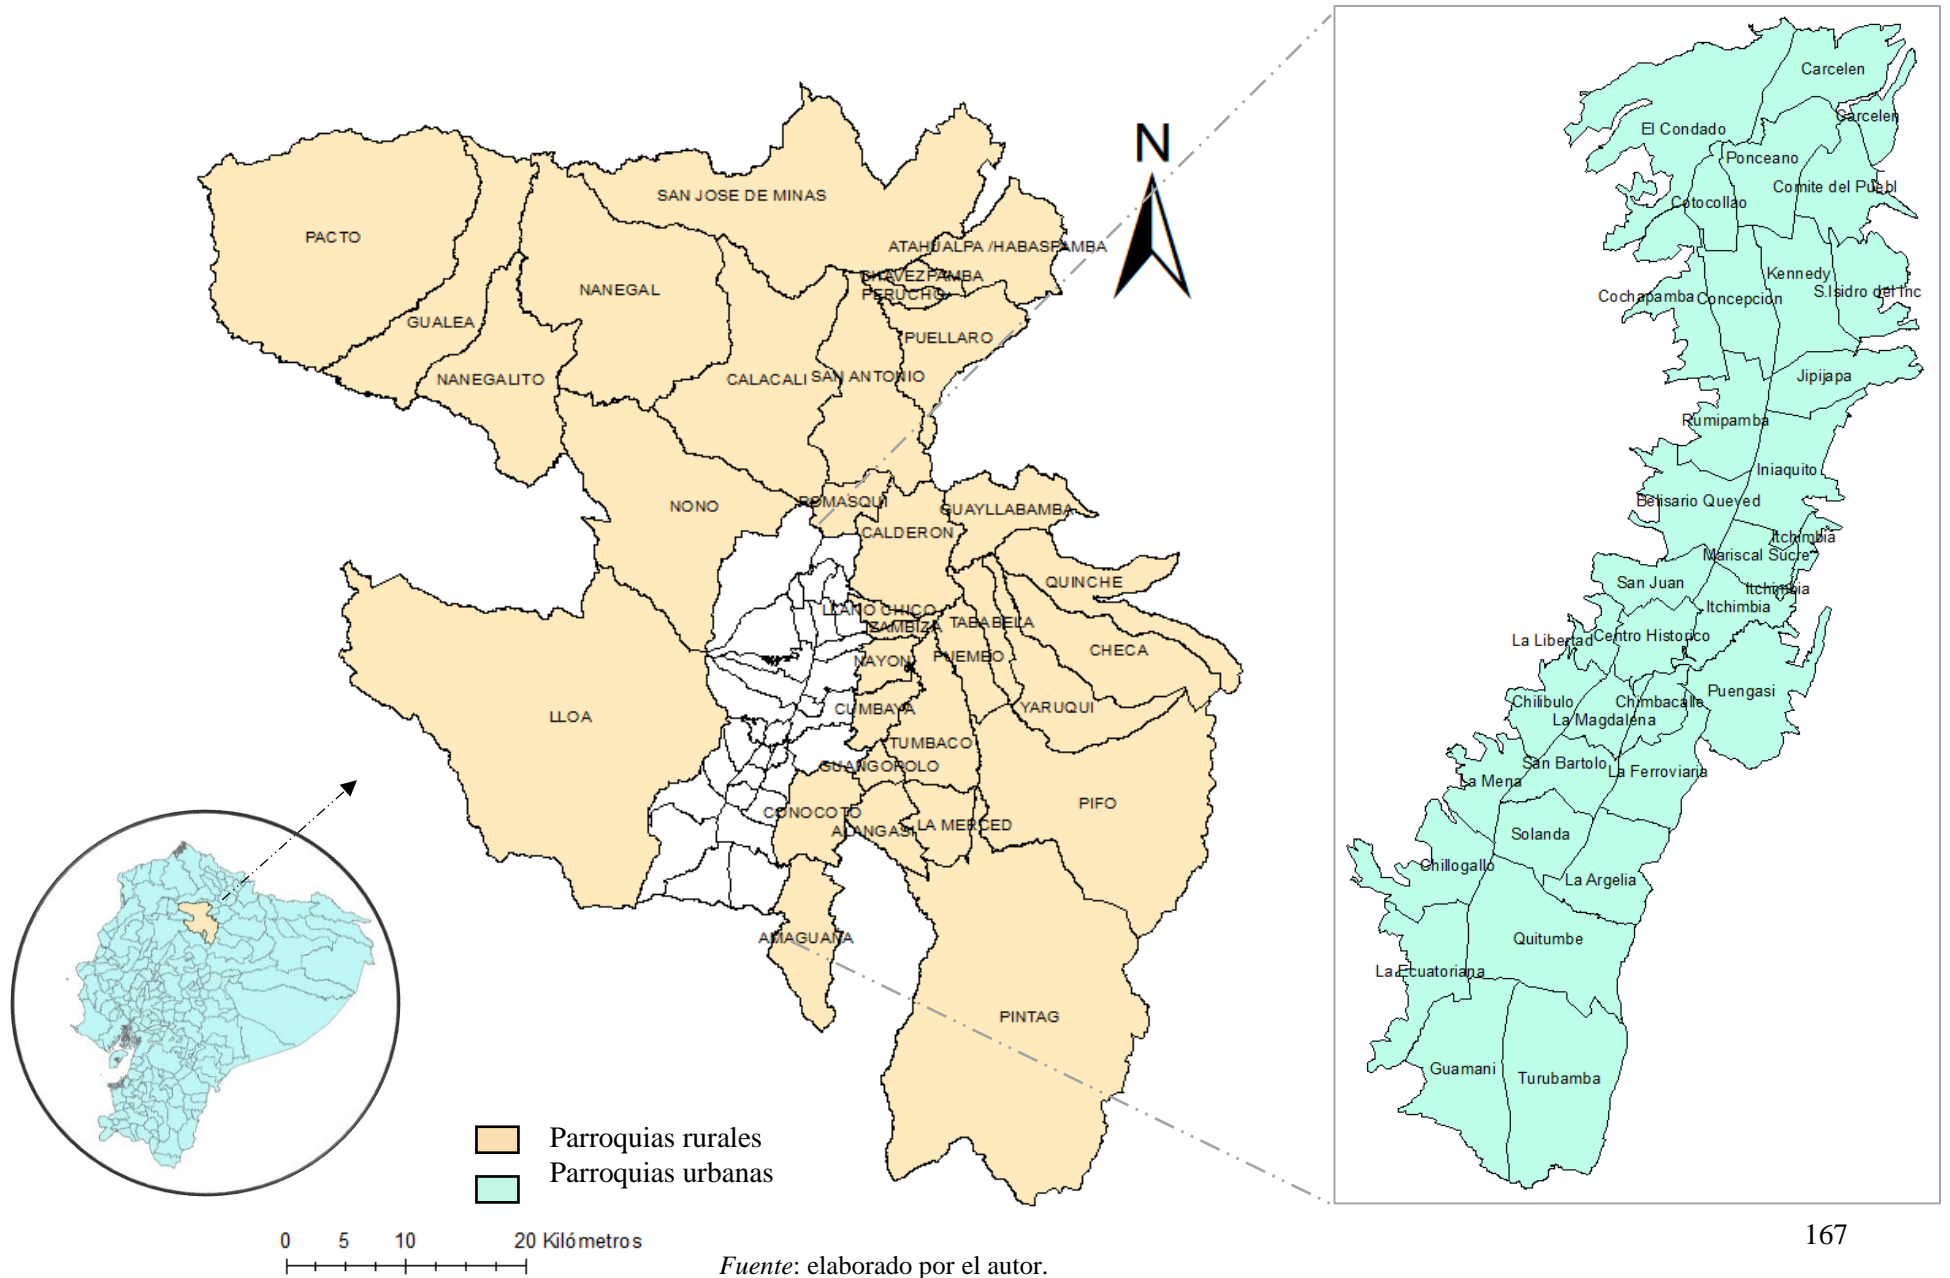 N
PACTO
SAN JOSE DE MINAS
ATAHUALPA /HABASPAMBA
CHAVEZPAMBA
PERUCHO
NANEGAL
GUALEA
PUELLARO
NANEGALITO
CALACALI
SAN ANTONIO
NONO
POMASQUI
GUAYLLABAMBA
CALDERON
QUINCHE
LLANO CHICO
ZAMBIZA
TABABELA
CHECA
NAYON
PUEMBO
LLOA
CUMBAYA
YARUQUI
TUMBACO
GUANGOPOLO
PIFO
CONOCOTO
ALANGASI
LA MERCED
AMAGUAÑA
PINTAG
Carcelen
Carcelen
El Condado
Ponceano
Comite del Puebl
Cotocollao
Kennedy
Cochapamba
Concepción
S.Isidro del Inc
Jipijapa
Rumipamba
Iniaquito
Belisario Queved
Itchimbia
Mariscal Sucre
San Juan
Itchimbia
Itchimbia
La Libertad
Centro Historico
Chilibulo
Chimbacalle
Puengasi
La Magdalena
San Bartolo
La Ferroviaria
La Mena
Solanda
Chillogallo
La Argelia
Quitumbe
La Ecuatoriana
Guamani
Turubamba
Parroquias rurales
Parroquias urbanas
0 5 10 20 Kilómetros
Fuente: elaborado por el autor.
167